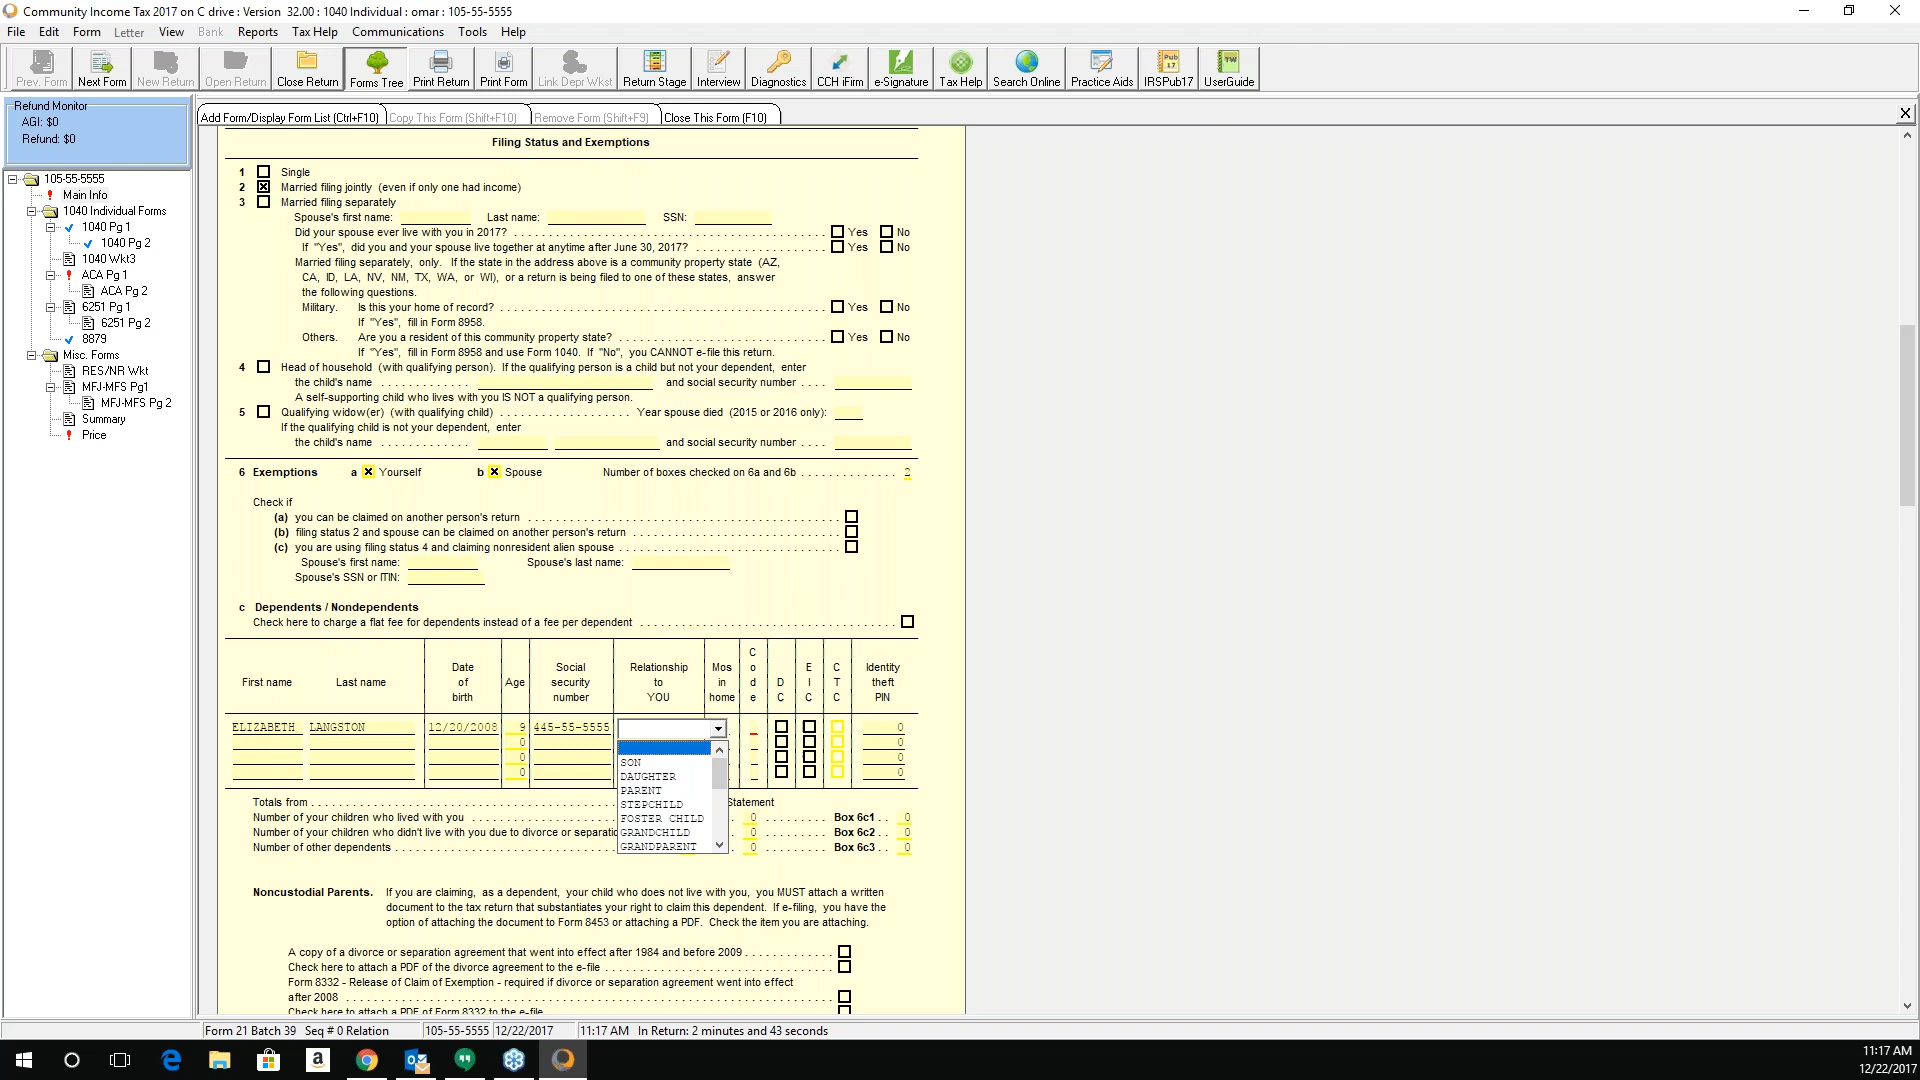 Community Income Tax 2017 on C drive : Version 32.00 : 1040 Individual : omar : 105-55-5555
File Edit Form Letter View Bank Reports Tax Help Communications Tools Help
Prev. Form Next Form New Return Open Return Close Return Forms Tree Print Return Print Form Link Depr Wkst Return Stage Interview Diagnostics CCH iFirm e-Signature Tax Help Search Online Practice Aids IRSPub17 UserGuide
Refund Monitor
AGI: $0
Refund: $0
105-55-5555
Main Info
1040 Individual Forms
1040 Pg 1
1040 Pg 2
1040 Wkt3
ACA Pg 1
ACA Pg 2
6251 Pg 1
6251 Pg 2
8879
Misc. Forms
RES/NR Wkt
MFJ-MFS Pg1
MFJ-MFS Pg 2
Summary
Price
Add Form/Display Form List (Ctrl+F10) Copy This Form (Shift+F10) Remove Form (Shift+F9) Close This Form (F10)
Filing Status and Exemptions
1 Single
2 Married filing jointly (even if only one had income)
3 Married filing separately
Spouse's first name: Last name: SSN:
Did your spouse ever live with you in 2017? Yes No
If "Yes", did you and your spouse live together at anytime after June 30, 2017? Yes No
Married filing separately, only. If the state in the address above is a community property state (AZ,
CA, ID, LA, NV, NM, TX, WA, or WI), or a return is being filed to one of these states, answer
the following questions.
Military. Is this your home of record? Yes No
If "Yes", fill in Form 8958.
Others. Are you a resident of this community property state? Yes No
If "Yes", fill in Form 8958 and use Form 1040. If "No", you CANNOT e-file this return.
4 Head of household (with qualifying person). If the qualifying person is a child but not your dependent, enter
the child's name and social security number
A self-supporting child who lives with you IS NOT a qualifying person.
5 Qualifying widow(er) (with qualifying child) Year spouse died (2015 or 2016 only):
If the qualifying child is not your dependent, enter
the child's name and social security number
6 Exemptions a Yourself b Spouse Number of boxes checked on 6a and 6b 2
Check if
(a) you can be claimed on another person's return
(b) filing status 2 and spouse can be claimed on another person's return
(c) you are using filing status 4 and claiming nonresident alien spouse
Spouse's first name: Spouse's last name:
Spouse's SSN or ITIN:
c Dependents / Nondependents
Check here to charge a flat fee for dependents instead of a fee per dependent
First name Last name Date of birth Age Social security number Relationship to YOU Mos in home Code DC EIC CTC Identity theft PIN
ELIZABETH LANGSTON 12/20/2008 9 445-55-5555 0
0 0
0 0
0 0
SON
DAUGHTER
PARENT
STEPCHILD
FOSTER CHILD
GRANDCHILD
GRANDPARENT
Totals from Statement
Number of your children who lived with you 0 Box 6c1 0
Number of your children who didn't live with you due to divorce or separati 0 Box 6c2 0
Number of other dependents 0 Box 6c3 0
Noncustodial Parents. If you are claiming, as a dependent, your child who does not live with you, you MUST attach a written
document to the tax return that substantiates your right to claim this dependent. If e-filing, you have the
option of attaching the document to Form 8453 or attaching a PDF. Check the item you are attaching.
A copy of a divorce or separation agreement that went into effect after 1984 and before 2009
Check here to attach a PDF of the divorce agreement to the e-file
Form 8332 - Release of Claim of Exemption - required if divorce or separation agreement went into effect
after 2008
Check here to attach a PDF of Form 8332 to the e-file
Form 21 Batch 39 Seq # 0 Relation 105-55-5555 12/22/2017 11:17 AM In Return: 2 minutes and 43 seconds
11:17 AM
12/22/2017